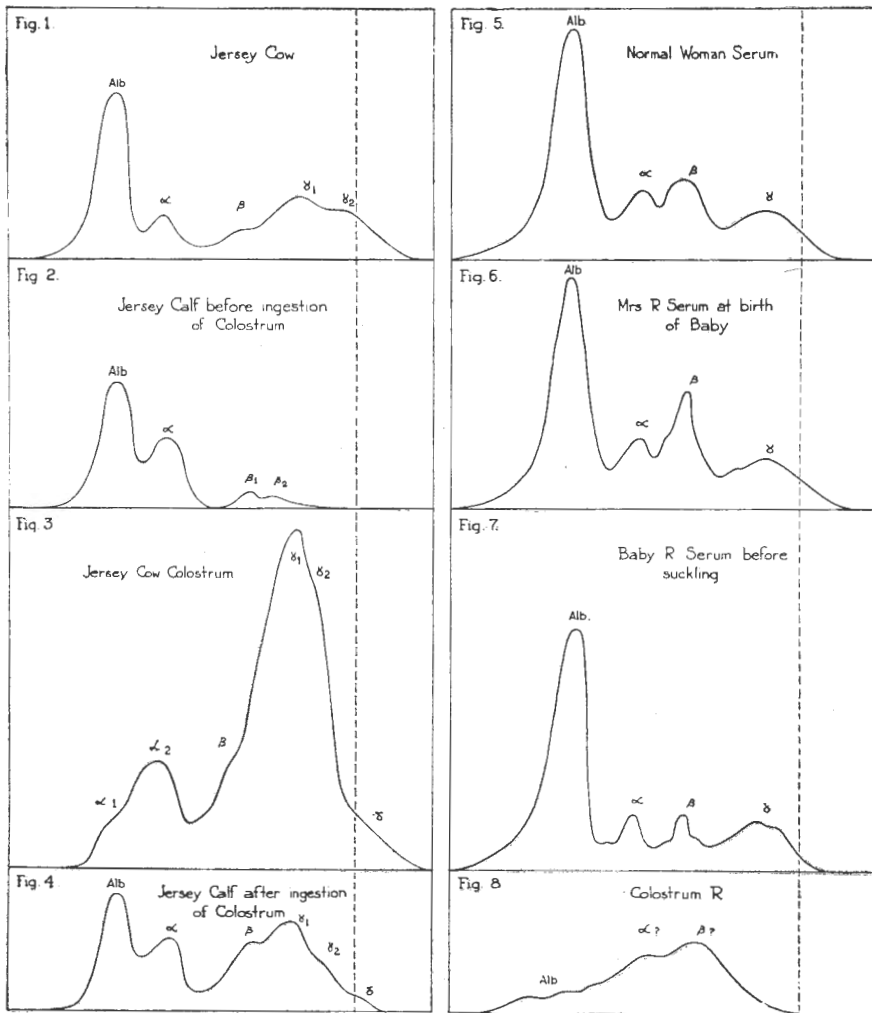 Fig. 1.
Jersey Cow
Alb
α
β
γ1
γ2
Fig 2.
Jersey Calf before ingestion
of Colostrum
Alb
α
β1
β2
Fig. 3
Jersey Cow Colostrum
α1
α2
β
γ1
γ2
γ
Fig. 4
Jersey Calf after ingestion
of Colostrum
Alb
α
β
γ1
γ2
γ
Fig. 5.
Normal Woman Serum
Alb
α
β
γ
Fig. 6.
Mrs R Serum at birth
of Baby
Alb
α
β
γ
Fig. 7.
Baby R Serum before
suckling
Alb.
α
β
γ
Fig. 8
Colostrum R
Alb
α?
β?